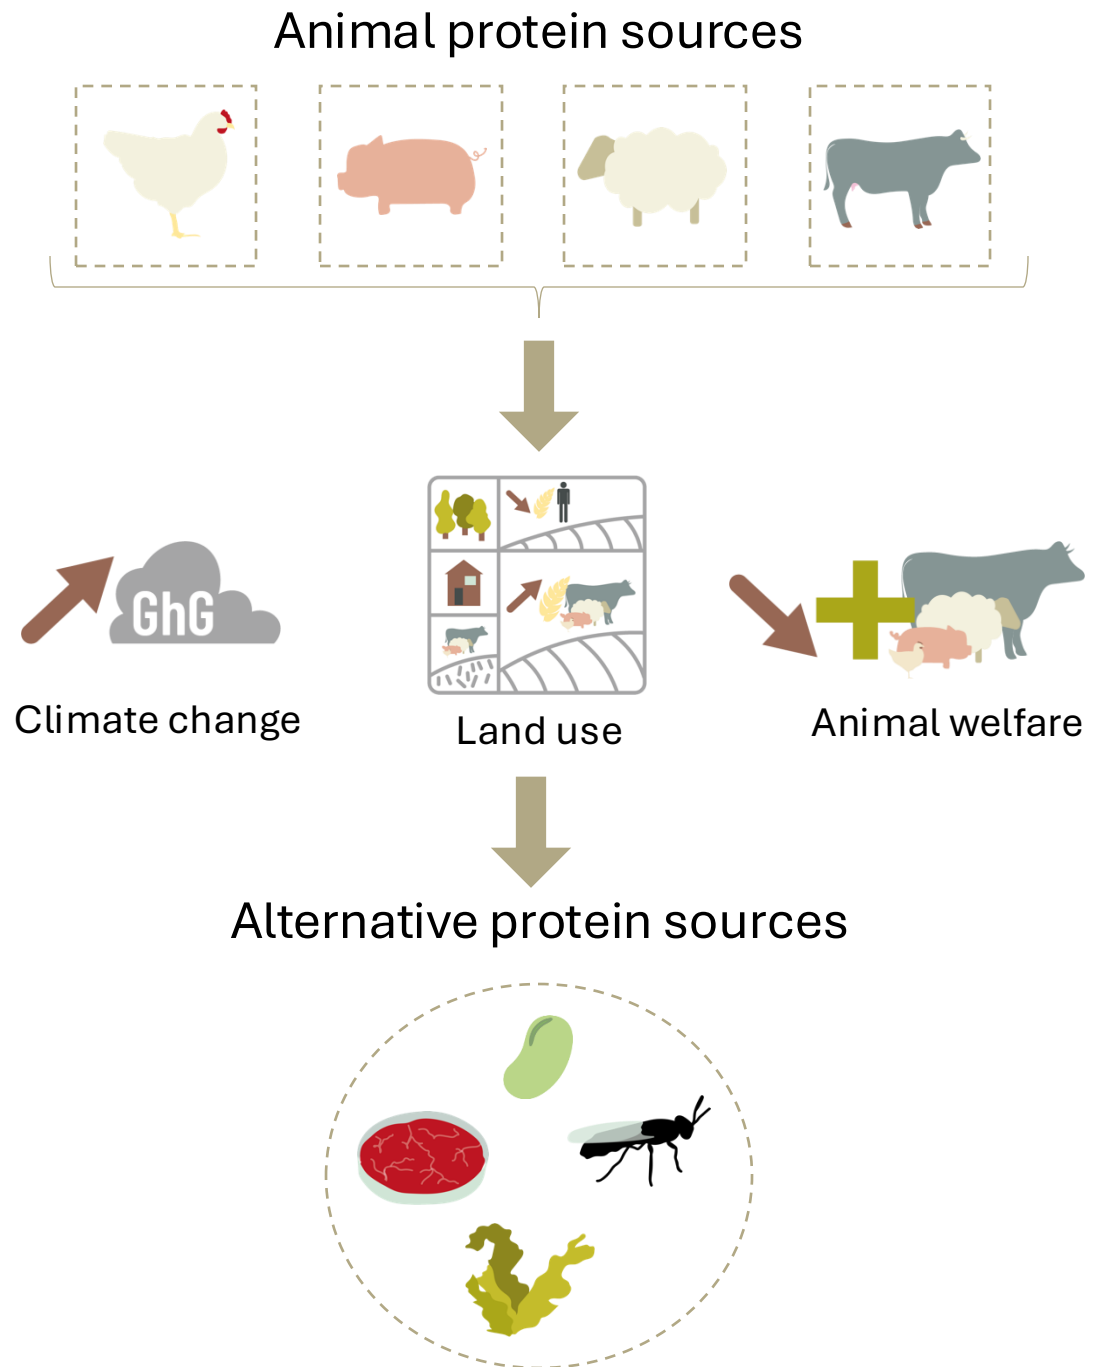 Animal protein sources
GhG
Climate change
Land use
Animal welfare
Alternative protein sources